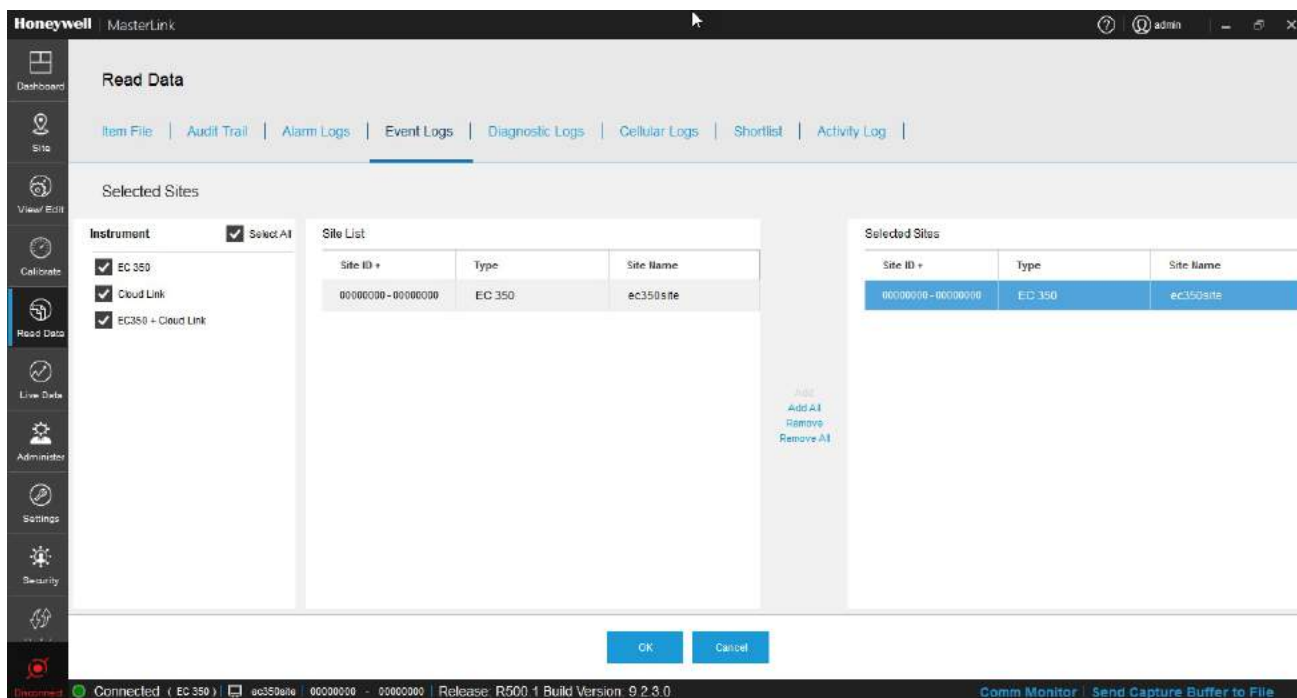 Honeywell | MasterLink
admin
Dashboard
Site
View/ Edit
Calibrate
Read Data
Live Data
Administer
Settings
Security
Disconnect
Read Data
Item File | Audit Trail | Alarm Logs | Event Logs | Diagnostic Logs | Cellular Logs | Shortlist | Activity Log |
Selected Sites
Instrument Select All
EC 350
Cloud Link
EC350 + Cloud Link
Site List
Site ID Type Site Name
00000000 - 00000000 EC 350 ec350site
Add
Add All
Remove
Remove All
Selected Sites
Site ID Type Site Name
00000000 - 00000000 EC 350 ec350site
OK Cancel
Connected ( EC 350 ) | ec350site | 00000000 - 00000000 | Release: R500.1 Build Version: 9.2.3.0
Comm Monitor | Send Capture Buffer to File